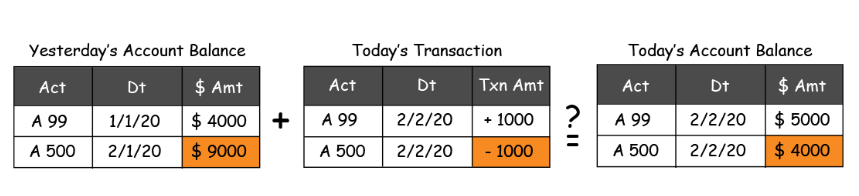 Yesterday's Account Balance
Act Dt $ Amt
A 99 1/1/20 $ 4000
A 500 2/1/20 $ 9000
+
Today's Transaction
Act Dt Txn Amt
A 99 2/2/20 + 1000
A 500 2/2/20 - 1000
?
=
Today's Account Balance
Act Dt $ Amt
A 99 2/2/20 $ 5000
A 500 2/2/20 $ 4000